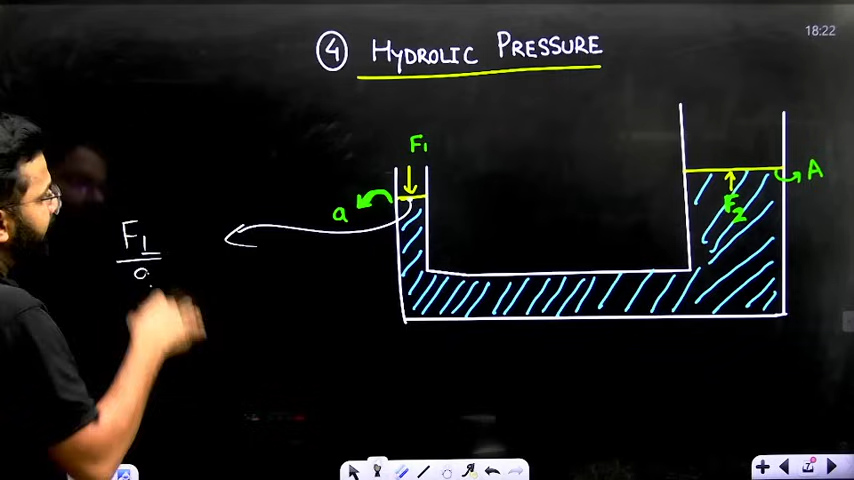 18:22
④ HYDROLIC PRESSURE
F₁
a
A
F₂
F₁
a